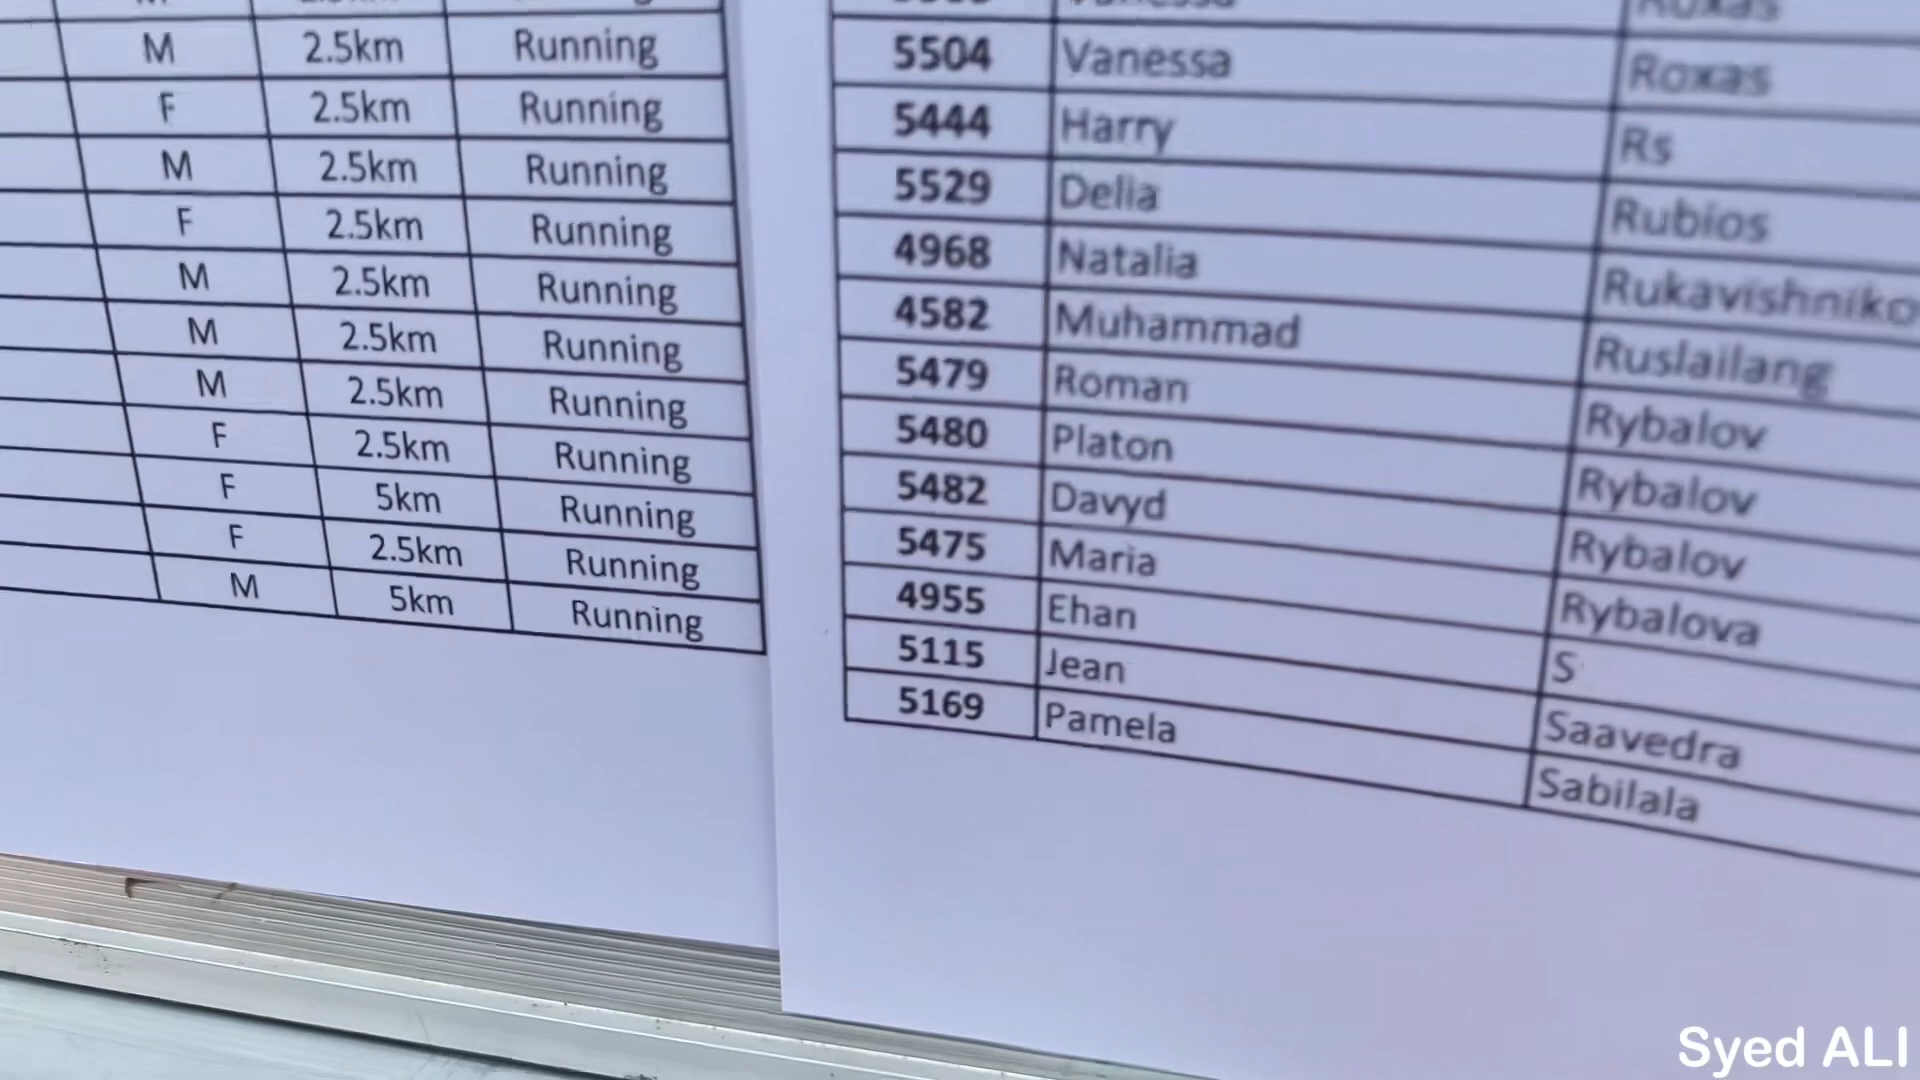 M 2.5km Running
F 2.5km Running
M 2.5km Running
F 2.5km Running
M 2.5km Running
M 2.5km Running
M 2.5km Running
F 2.5km Running
F 5km Running
F 2.5km Running
M 5km Running
Vanessa Roxas
5504 Vanessa Roxas
5444 Harry Rs
5529 Delia Rubios
4968 Natalia Rukavishniko
4582 Muhammad Ruslailang
5479 Roman Rybalov
5480 Platon Rybalov
5482 Davyd Rybalov
5475 Maria Rybalova
4955 Ehan S
5115 Jean Saavedra
5169 Pamela Sabilala
Syed ALI